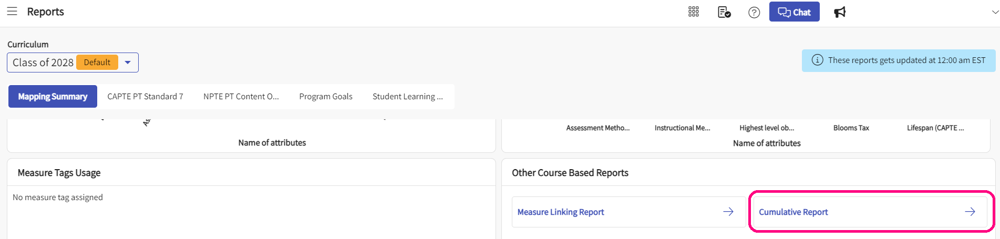 Reports
Chat
Curriculum
Class of 2028 Default
These reports gets updated at 12:00 am EST
Mapping Summary
CAPTE PT Standard 7
NPTE PT Content O...
Program Goals
Student Learning ...
As
Name of attributes
Assessment Metho...
Instructional Me...
Highest level ob...
Blooms Tax
Lifespan (CAPTE ...
Name of attributes
Measure Tags Usage
No measure tag assigned
Other Course Based Reports
Measure Linking Report
Cumulative Report